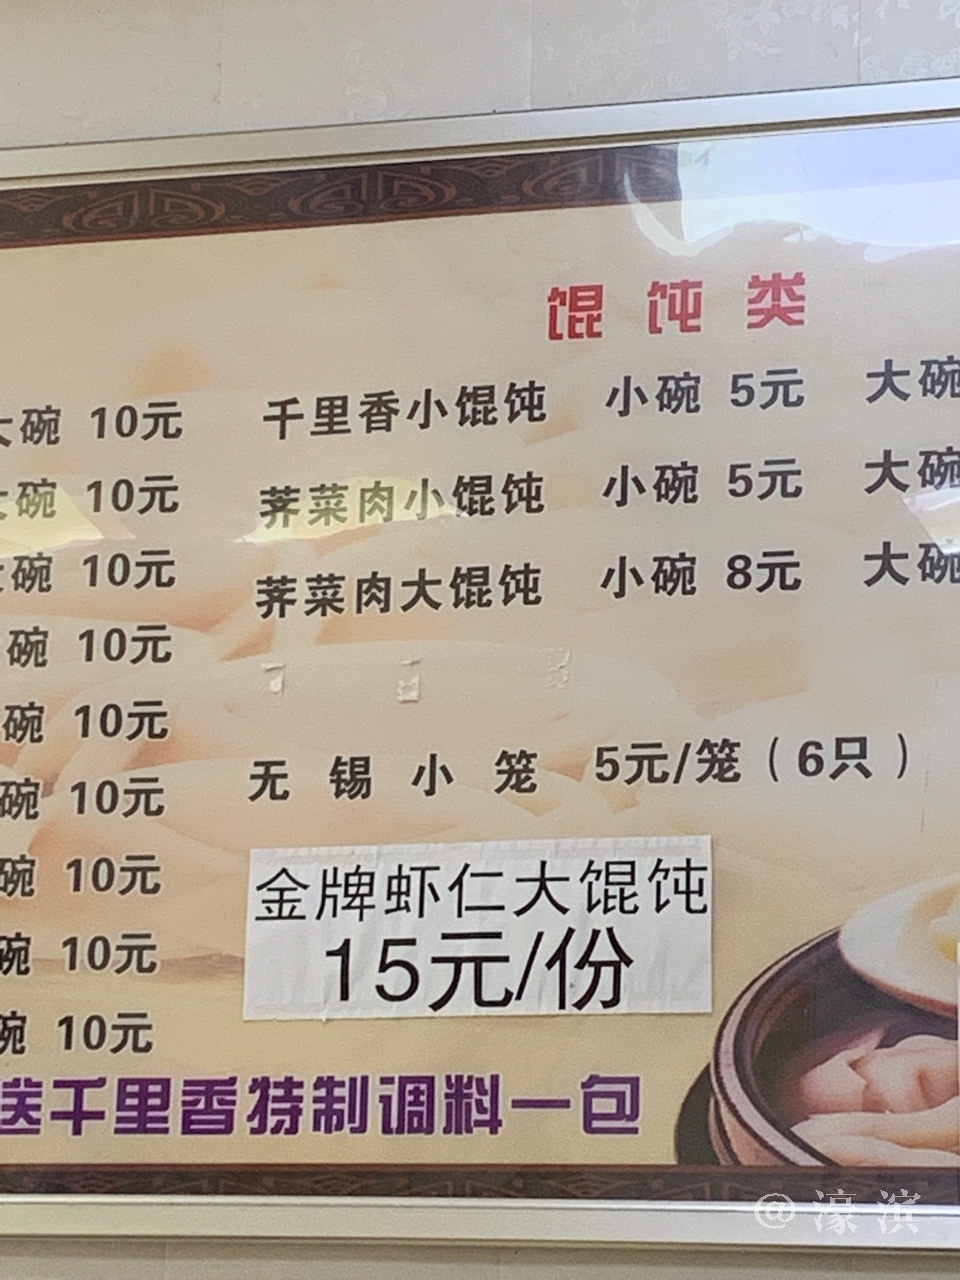 馄饨类
大碗 10元 千里香小馄饨 小碗 5元 大碗
大碗 10元 荠菜肉小馄饨 小碗 5元 大碗
大碗 10元 荠菜肉大馄饨 小碗 8元 大碗
碗 10元
碗 10元
无锡小笼 5元/笼（6只）
碗 10元
碗 10元
金牌虾仁大馄饨
15元/份
碗 10元
碗 10元
送千里香特制调料一包
@濠滨